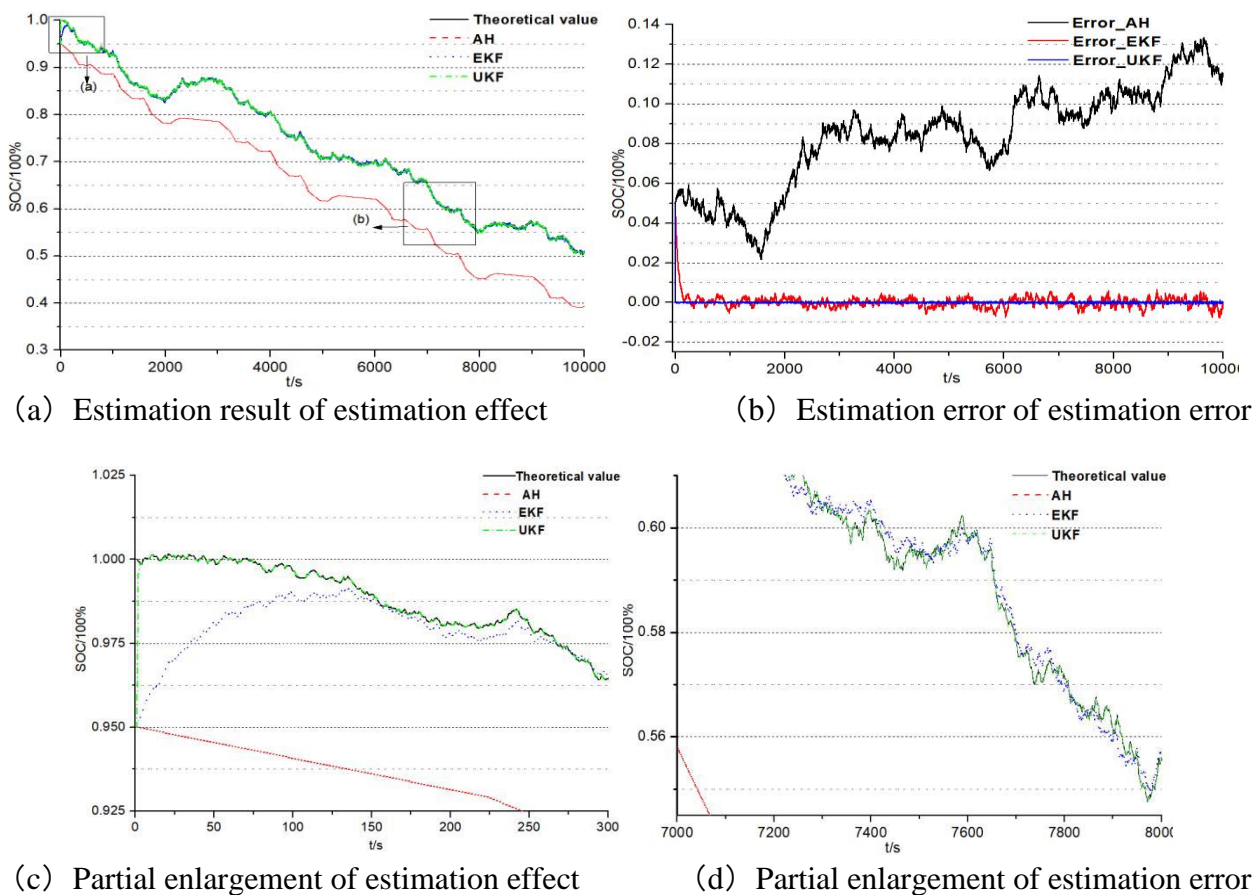 1.0
0.9
0.8
0.7
0.6
0.5
0.4
0.3
SOC/100%
0 2000 4000 6000 8000 10000
t/s
Theoretical value
AH
EKF
UKF
(a)
(b)
0.14
0.12
0.10
0.08
0.06
0.04
0.02
0.00
-0.02
SOC/100%
0 2000 4000 6000 8000 10000
t/s
Error_AH
Error_EKF
Error_UKF
（a）Estimation result of estimation effect
（b）Estimation error of estimation error
1.025
1.000
0.975
0.950
0.925
SOC/100%
0 50 100 150 200 250 300
t/s
Theoretical value
AH
EKF
UKF
0.60
0.58
0.56
SOC/100%
7000 7200 7400 7600 7800 8000
t/s
Theoretical value
AH
EKF
UKF
（c）Partial enlargement of estimation effect
（d）Partial enlargement of estimation error